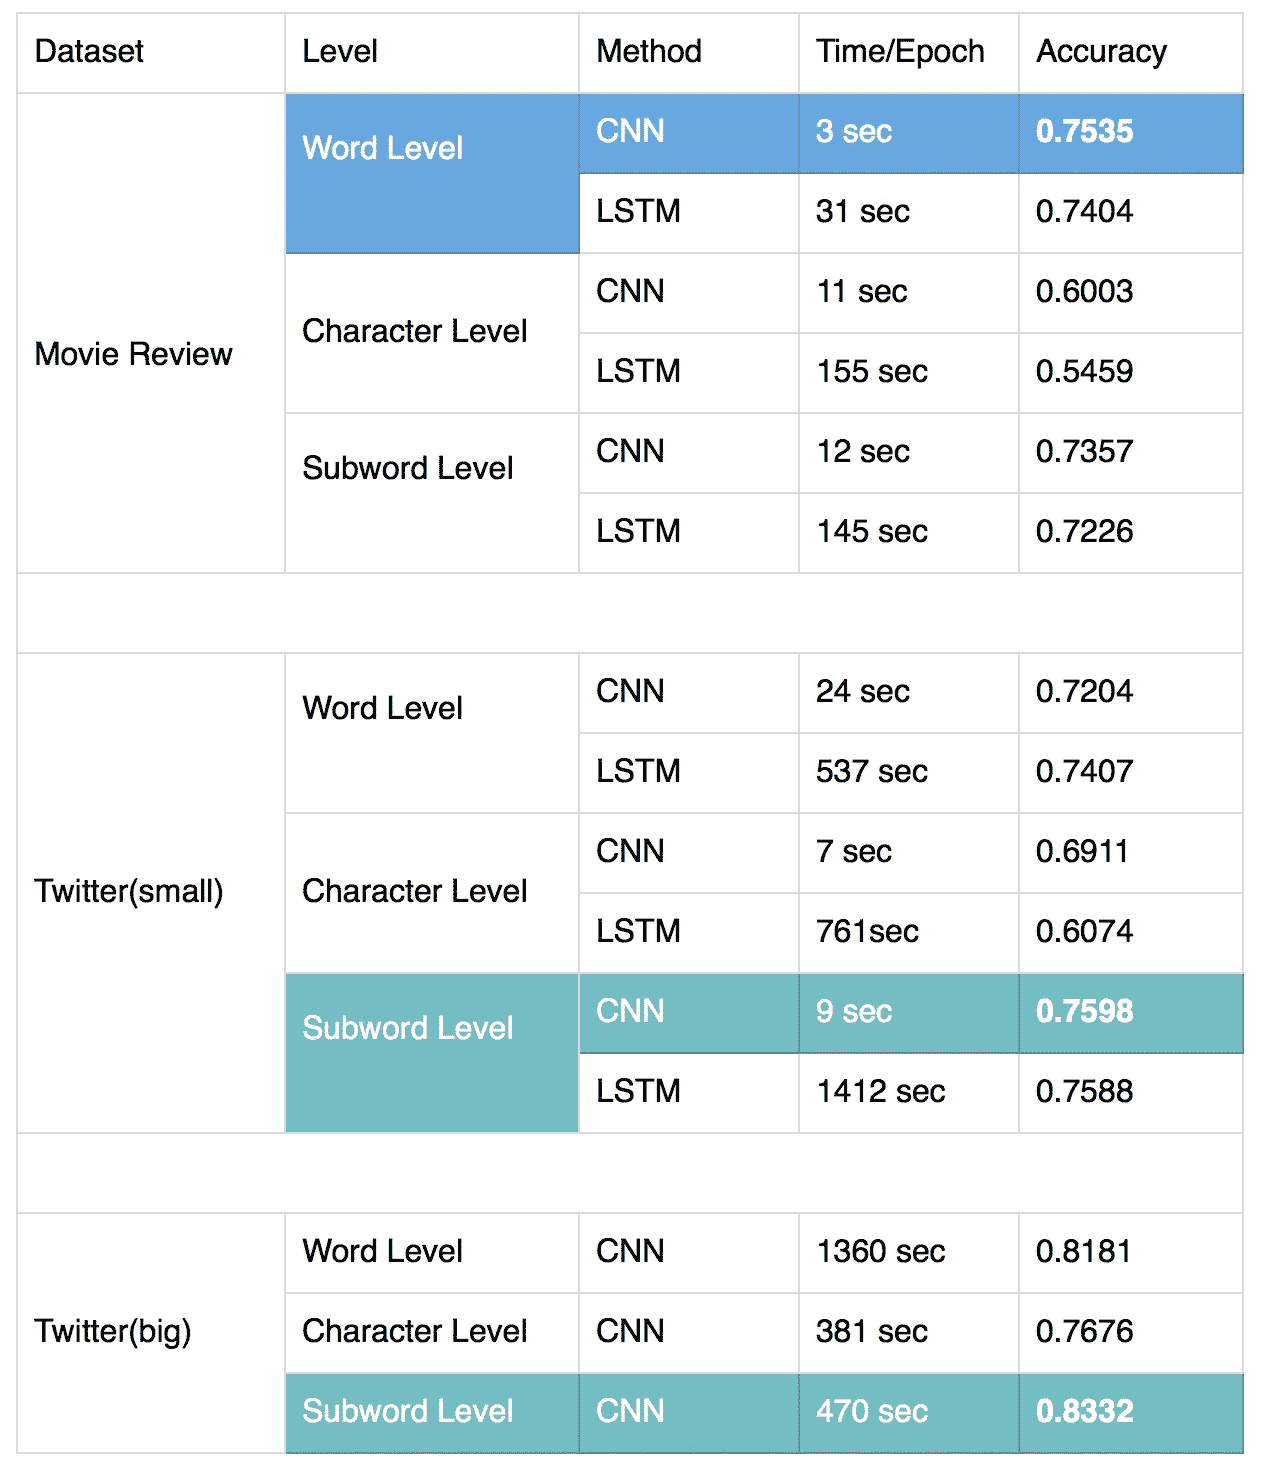 Dataset Level Method Time/Epoch Accuracy
Movie Review Word Level CNN 3 sec 0.7535
LSTM 31 sec 0.7404
Character Level CNN 11 sec 0.6003
LSTM 155 sec 0.5459
Subword Level CNN 12 sec 0.7357
LSTM 145 sec 0.7226
Twitter(small) Word Level CNN 24 sec 0.7204
LSTM 537 sec 0.7407
Character Level CNN 7 sec 0.6911
LSTM 761sec 0.6074
Subword Level CNN 9 sec 0.7598
LSTM 1412 sec 0.7588
Twitter(big) Word Level CNN 1360 sec 0.8181
Character Level CNN 381 sec 0.7676
Subword Level CNN 470 sec 0.8332